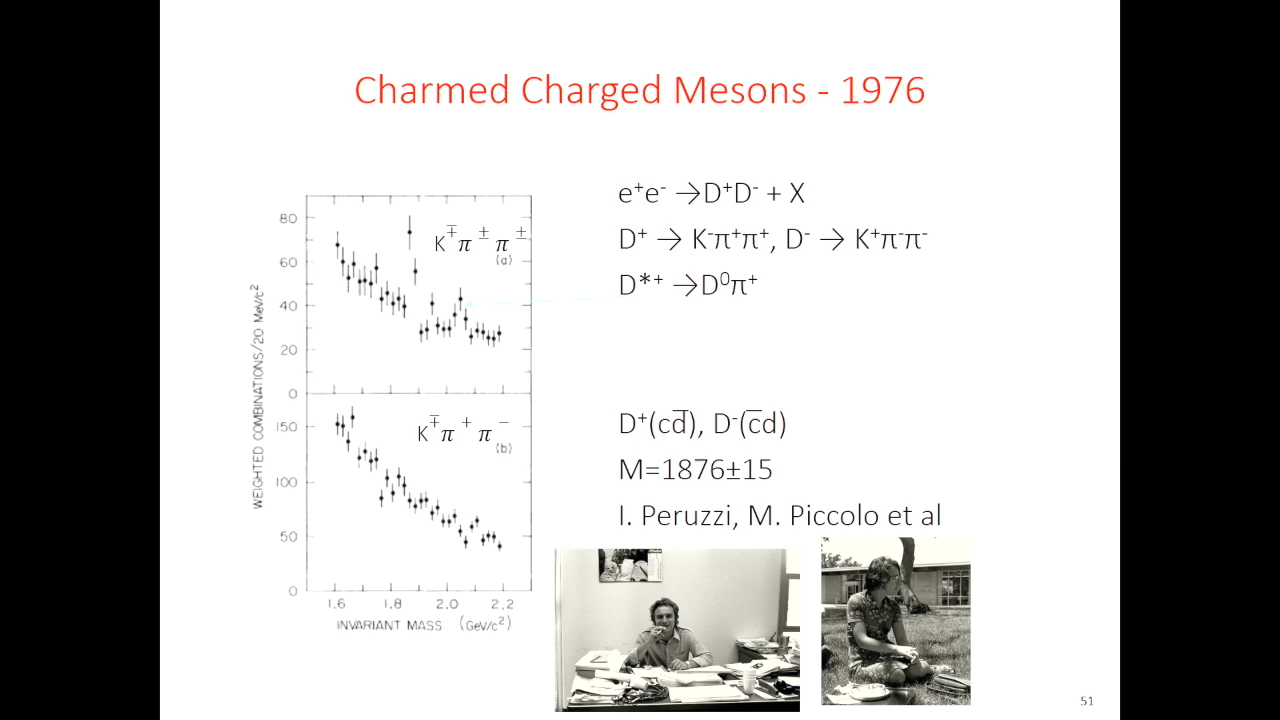 Charmed Charged Mesons - 1976
e⁺e⁻ →D⁺D⁻ + X
D⁺ → K⁻π⁺π⁺, D⁻ → K⁺π⁻π⁻
D*⁺ →D⁰π⁺
D⁺(cd̅), D⁻(c̅d)
M=1876±15
I. Peruzzi, M. Piccolo et al
WEIGHTED COMBINATIONS/20 MeV/c²
80
60
40
20
0
K∓π±π±
(a)
150
100
50
0
K∓π⁺π⁻
(b)
1.6 1.8 2.0 2.2
INVARIANT MASS (GeV/c²)
51